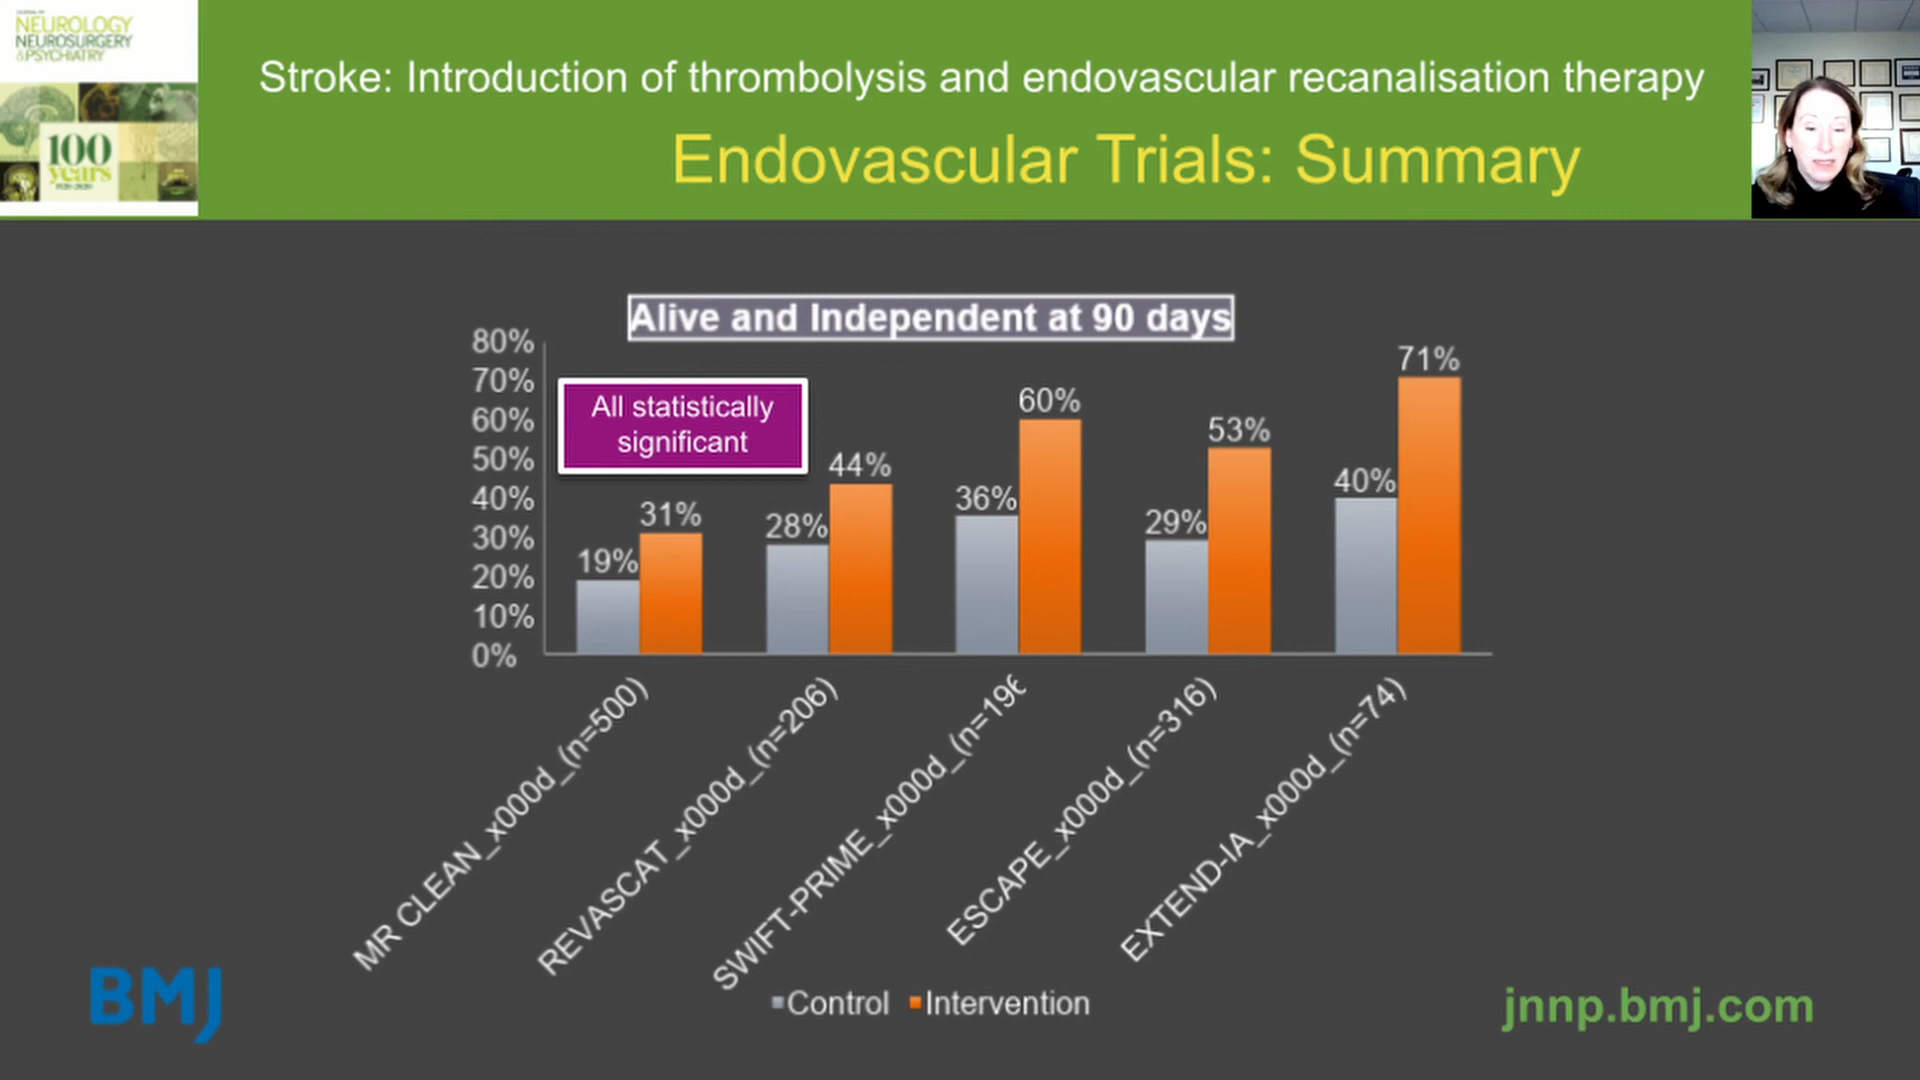 JOURNAL OF
NEUROLOGY
NEUROSURGERY
&PSYCHIATRY
100
years
1920-2020
Stroke: Introduction of thrombolysis and endovascular recanalisation therapy
Endovascular Trials: Summary
Alive and Independent at 90 days
All statistically
significant
80%
70%
60%
50%
40%
30%
20%
10%
0%
19%
31%
28%
44%
36%
60%
29%
53%
40%
71%
MR CLEAN_x000d_(n=500)
REVASCAT_x000d_(n=206)
SWIFT-PRIME_x000d_(n=196
ESCAPE_x000d_(n=316)
EXTEND-IA_x000d_(n=74)
Control
Intervention
BMJ
jnnp.bmj.com